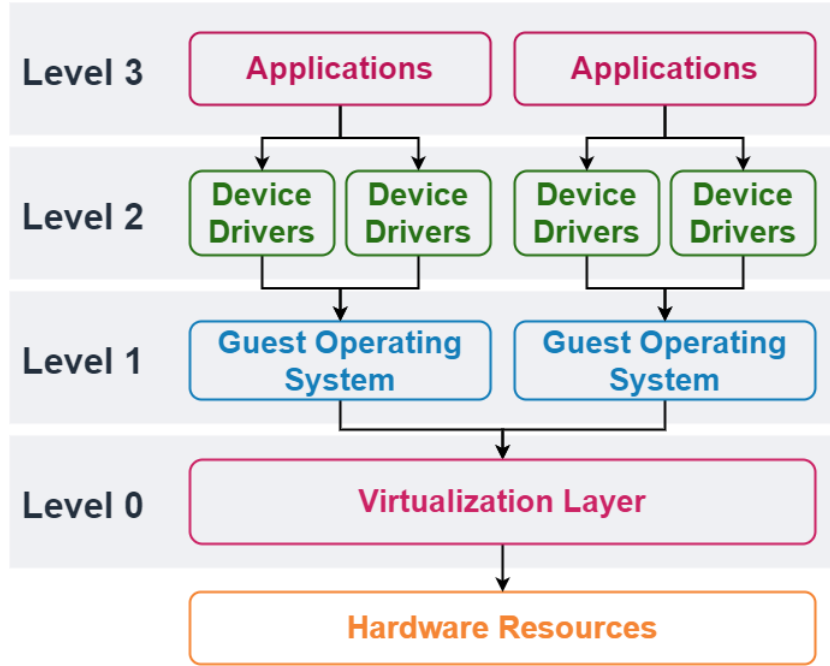 Level 3
Applications
Applications
Level 2
Device
Drivers
Device
Drivers
Device
Drivers
Device
Drivers
Level 1
Guest Operating
System
Guest Operating
System
Level 0
Virtualization Layer
Hardware Resources